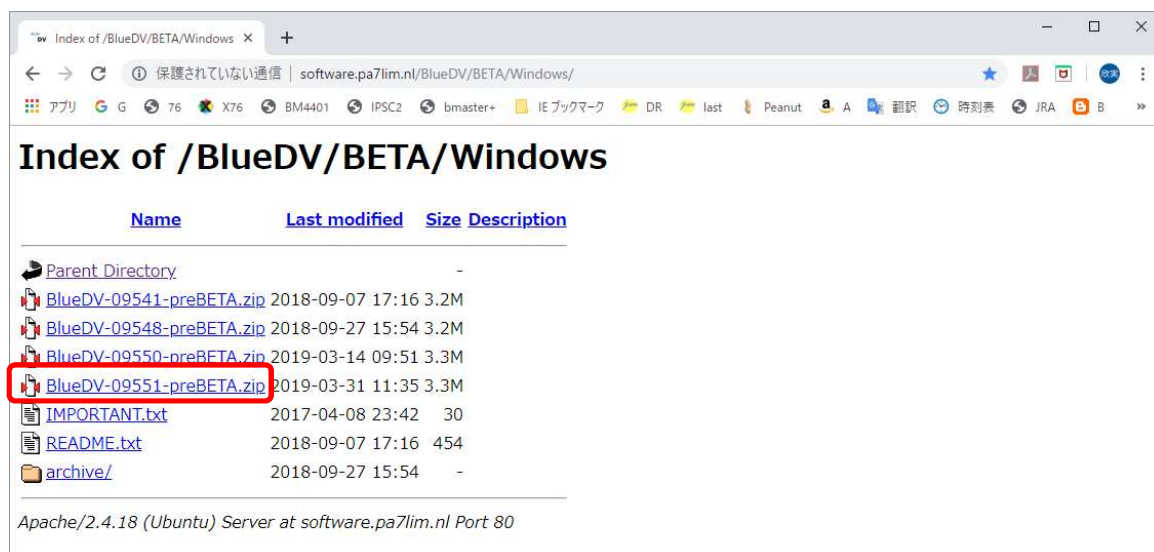 Index of /BlueDV/BETA/Windows
保護されていない通信 | software.pa7lim.nl/BlueDV/BETA/Windows/
欣実
アプリ G G 76 X76 BM4401 IPSC2 bmaster+ IE ブックマーク DR last Peanut a A 翻訳 時刻表 JRA B »
Index of /BlueDV/BETA/Windows
Name Last modified Size Description
Parent Directory -
BlueDV-09541-preBETA.zip 2018-09-07 17:16 3.2M
BlueDV-09548-preBETA.zip 2018-09-27 15:54 3.2M
BlueDV-09550-preBETA.zip 2019-03-14 09:51 3.3M
BlueDV-09551-preBETA.zip 2019-03-31 11:35 3.3M
IMPORTANT.txt 2017-04-08 23:42 30
README.txt 2018-09-07 17:16 454
archive/ 2018-09-27 15:54 -
Apache/2.4.18 (Ubuntu) Server at software.pa7lim.nl Port 80